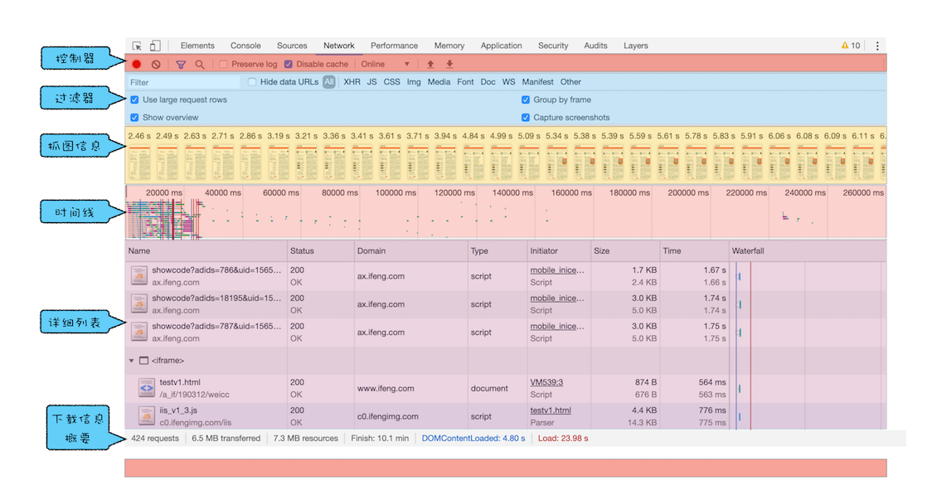 Elements Console Sources Network Performance Memory Application Security Audits Layers 10
控制器
Preserve log Disable cache Online
过滤器
Filter Hide data URLs All XHR JS CSS Img Media Font Doc WS Manifest Other
Use large request rows Group by frame
Show overview Capture screenshots
抓图信息
2.46 s 2.49 s 2.63 s 2.71 s 2.86 s 3.19 s 3.21 s 3.36 s 3.41 s 3.61 s 3.71 s 3.94 s 4.84 s 4.99 s 5.09 s 5.34 s 5.38 s 5.39 s 5.59 s 5.61 s 5.78 s 5.83 s 5.91 s 6.06 s 6.08 s 6.09 s 6.11 s 6.
时间线
20000 ms 40000 ms 60000 ms 80000 ms 100000 ms 120000 ms 140000 ms 160000 ms 180000 ms 200000 ms 220000 ms 240000 ms 260000 ms
详细列表
Name Status Domain Type Initiator Size Time Waterfall
showcode?adids=786&uid=1565... 200 ax.ifeng.com script mobile_inice... 1.7 KB 1.67 s
ax.ifeng.com OK Script 2.4 KB 1.66 s
showcode?adids=18195&uid=15... 200 ax.ifeng.com script mobile_inice... 3.0 KB 1.74 s
ax.ifeng.com OK Script 5.0 KB 1.74 s
showcode?adids=787&uid=1565... 200 ax.ifeng.com script mobile_inice... 3.0 KB 1.75 s
ax.ifeng.com OK Script 5.0 KB 1.75 s
<iframe>
testv1.html 200 www.ifeng.com document VM539:3 874 B 564 ms
/a_if/190312/weicc OK 676 B 563 ms
iis_v1_3.js 200 c0.ifengimg.com script testv1.html 4.4 KB 776 ms
c0.ifengimg.com/iis OK Parser 14.3 KB 775 ms
下载信息
概要
424 requests 6.5 MB transferred 7.3 MB resources Finish: 10.1 min DOMContentLoaded: 4.80 s Load: 23.98 s